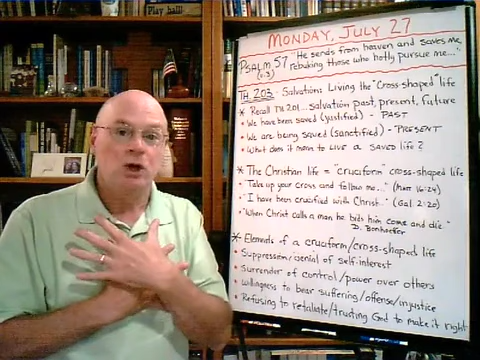 Play ball!
MONDAY, JULY 27
PSALM 57 "He sends from heaven and saves me,
(v.3) rebuking those who hotly pursue me..."
TH 203 - Salvation: Living the "Cross-shaped" life
* Recall TH 201... salvation past, present, future
• We have been saved (justified) - PAST
• We are being saved (sanctified) - PRESENT
• What does it mean to LIVE a SAVED life?
* The Christian life = "cruciform" cross-shaped life
• "Take up your cross and follow me..." (Matt 16:24)
• "I have been crucified with Christ.." (Gal. 2:20)
• "When Christ calls a man he bids him come and die."
D. Bonhoeffer
* Elements of a cruciform/cross-shaped life
• Suppression/denial of self-interest
• Surrender of control/power over others
• Willingness to bear suffering/offense/injustice
• Refusing to retaliate/trusting God to make it right